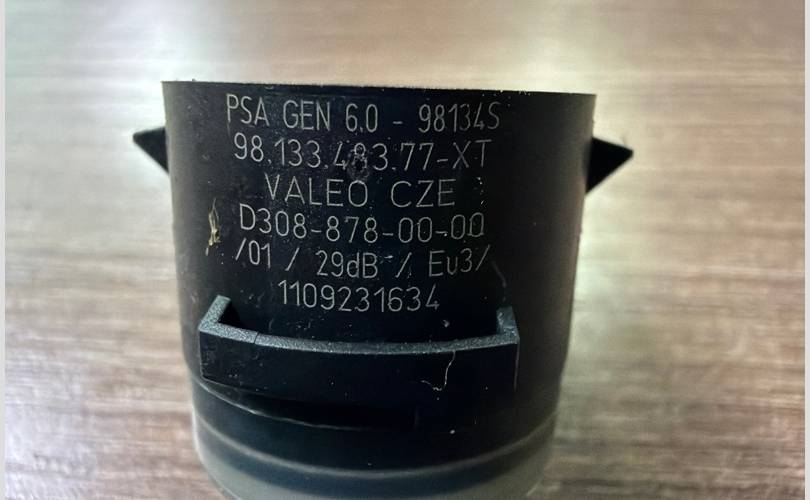 PSA GEN 6.0 - 98134S
98.133.483.77-XT
VALEO CZE
D308-878-00-00
/01 / 29dB / Eu3/
1109231634